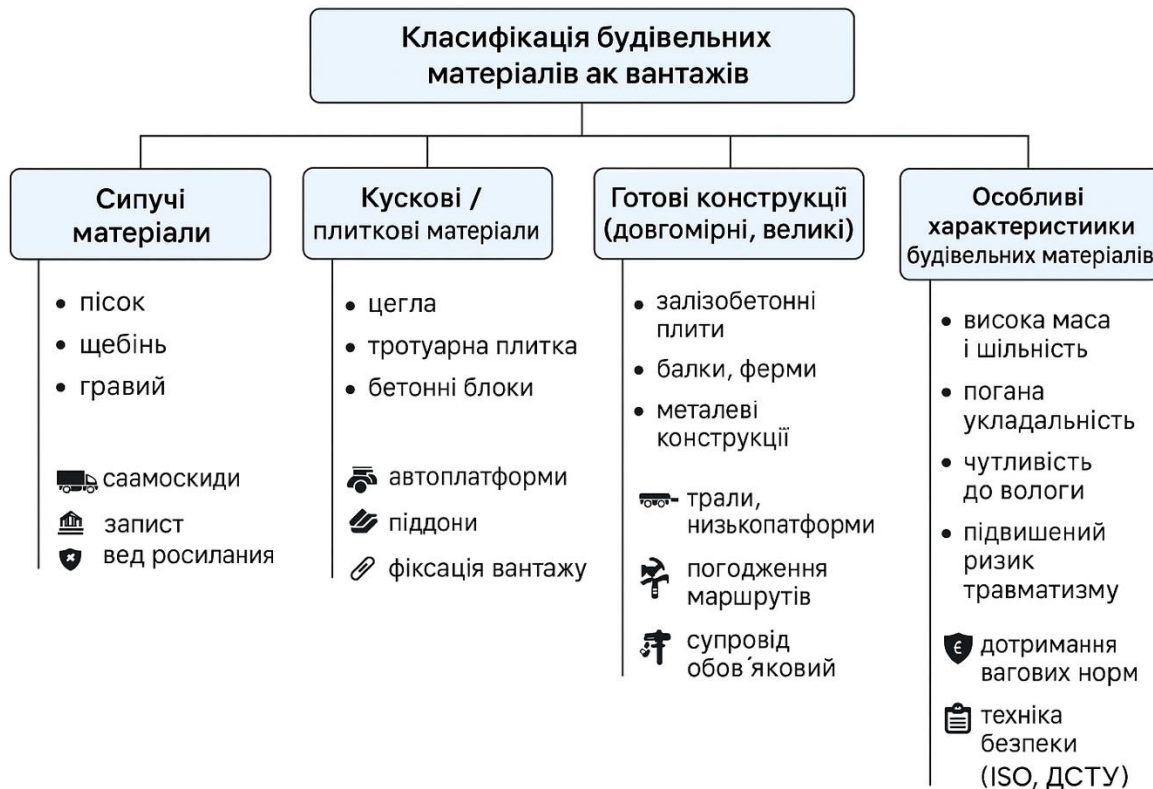 Класифікація будівельних
матеріалів ак вантажів
Сипучі
матеріали
• пісок
• щебінь
• гравий
саамоскиди
запист
вед росилания
Кускові /
плиткові матеріали
• цегла
• тротуарна плитка
• бетонні блоки
автоплатформи
піддони
фіксація вантажу
Готові конструкції
(довгомірні, великі)
• залізобетонні
плити
• балки, ферми
• металеві
конструкції
трали,
низькопатформи
погодження
маршрутів
супровід
обов´яковий
Особливі
характеристиики
будівельних матеріалів
• висока маса
і шільність
• погана
укладальність
• чутливість
до вологи
• підвишений
ризик
травматизму
дотримання
вагових норм
техніка
безпеки
(ISO, ДСТУ)